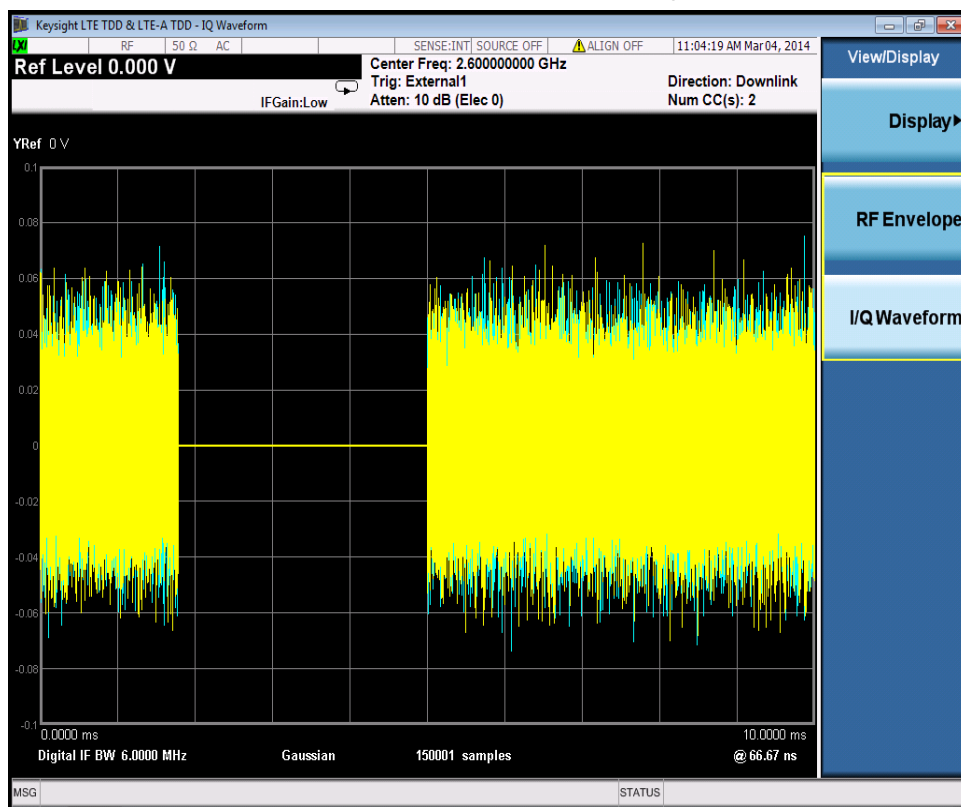 Keysight LTE TDD & LTE-A TDD - IQ Waveform
LXI RF 50 Ω AC SENSE:INT SOURCE OFF ALIGN OFF 11:04:19 AM Mar 04, 2014
Ref Level 0.000 V
Center Freq: 2.600000000 GHz
Trig: External1 Direction: Downlink
IFGain:Low Atten: 10 dB (Elec 0) Num CC(s): 2
YRef 0 V
0.1
0.08
0.06
0.04
0.02
0
-0.02
-0.04
-0.06
-0.08
-0.1
0.0000 ms 10.0000 ms
Digital IF BW 6.0000 MHz Gaussian 150001 samples @ 66.67 ns
MSG STATUS
View/Display
Display
RF Envelope
I/Q Waveform